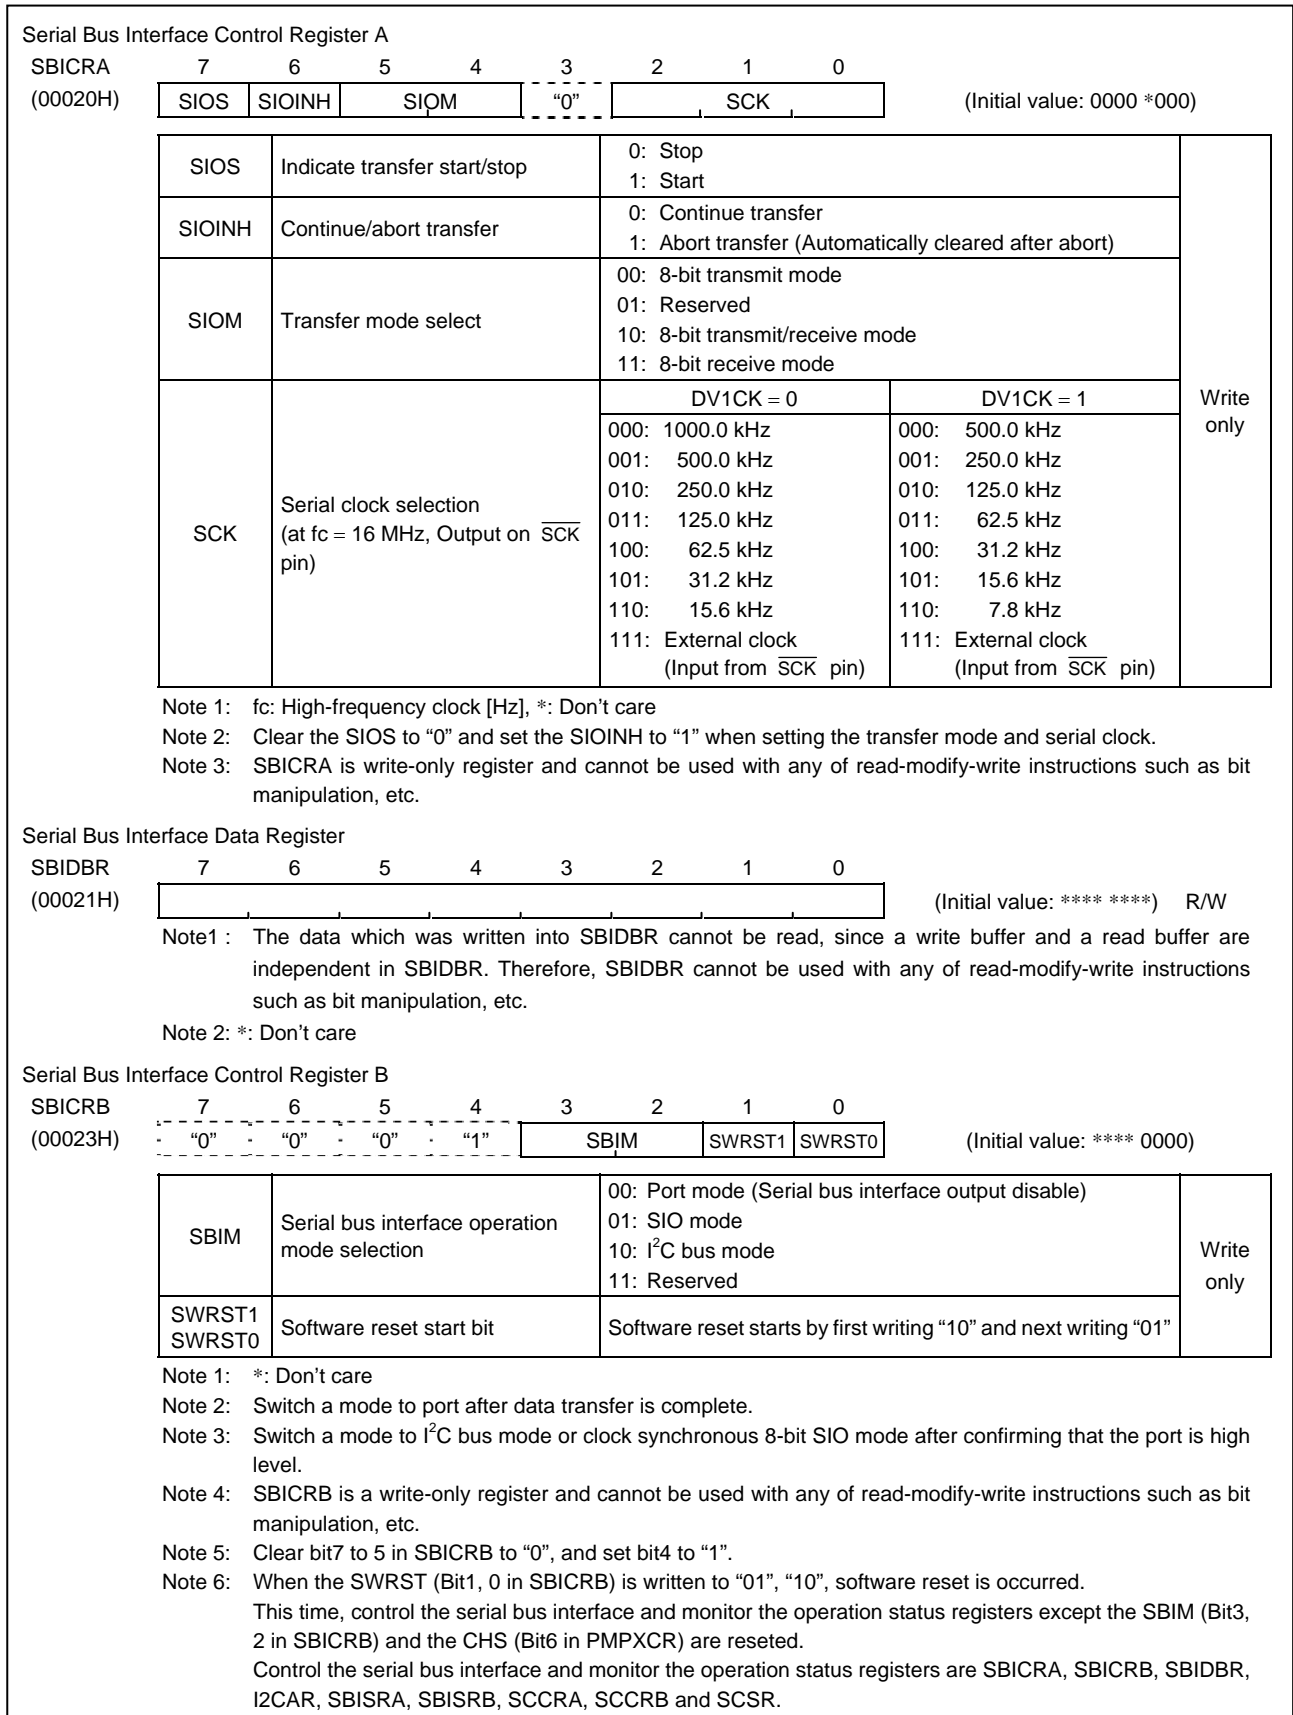 Serial Bus Interface Control Register A
SBICRA 7 6 5 4 3 2 1 0
(00020H) SIOS SIOINH SIOM “0” SCK (Initial value: 0000 *000)
SIOS Indicate transfer start/stop 0: Stop
1: Start
SIOINH Continue/abort transfer 0: Continue transfer
1: Abort transfer (Automatically cleared after abort)
SIOM Transfer mode select 00: 8-bit transmit mode
01: Reserved
10: 8-bit transmit/receive mode
11: 8-bit receive mode
SCK Serial clock selection
(at fc = 16 MHz, Output on SCK
pin)
DV1CK = 0 DV1CK = 1
000: 1000.0 kHz 000: 500.0 kHz
001: 500.0 kHz 001: 250.0 kHz
010: 250.0 kHz 010: 125.0 kHz
011: 125.0 kHz 011: 62.5 kHz
100: 62.5 kHz 100: 31.2 kHz
101: 31.2 kHz 101: 15.6 kHz
110: 15.6 kHz 110: 7.8 kHz
111: External clock 111: External clock
(Input from SCK pin) (Input from SCK pin)
Write
only
Note 1: fc: High-frequency clock [Hz], *: Don’t care
Note 2: Clear the SIOS to “0” and set the SIOINH to “1” when setting the transfer mode and serial clock.
Note 3: SBICRA is write-only register and cannot be used with any of read-modify-write instructions such as bit
manipulation, etc.
Serial Bus Interface Data Register
SBIDBR 7 6 5 4 3 2 1 0
(00021H) (Initial value: **** ****) R/W
Note1 : The data which was written into SBIDBR cannot be read, since a write buffer and a read buffer are
independent in SBIDBR. Therefore, SBIDBR cannot be used with any of read-modify-write instructions
such as bit manipulation, etc.
Note 2: *: Don’t care
Serial Bus Interface Control Register B
SBICRB 7 6 5 4 3 2 1 0
(00023H) “0” “0” “0” “1” SBIM SWRST1 SWRST0 (Initial value: **** 0000)
SBIM Serial bus interface operation
mode selection
00: Port mode (Serial bus interface output disable)
01: SIO mode
10: I²C bus mode
11: Reserved
Write
only
SWRST1
SWRST0 Software reset start bit Software reset starts by first writing “10” and next writing “01”
Note 1: *: Don’t care
Note 2: Switch a mode to port after data transfer is complete.
Note 3: Switch a mode to I²C bus mode or clock synchronous 8-bit SIO mode after confirming that the port is high
level.
Note 4: SBICRB is a write-only register and cannot be used with any of read-modify-write instructions such as bit
manipulation, etc.
Note 5: Clear bit7 to 5 in SBICRB to “0”, and set bit4 to “1”.
Note 6: When the SWRST (Bit1, 0 in SBICRB) is written to “01”, “10”, software reset is occurred.
This time, control the serial bus interface and monitor the operation status registers except the SBIM (Bit3,
2 in SBICRB) and the CHS (Bit6 in PMPXCR) are reseted.
Control the serial bus interface and monitor the operation status registers are SBICRA, SBICRB, SBIDBR,
I2CAR, SBISRA, SBISRB, SCCRA, SCCRB and SCSR.